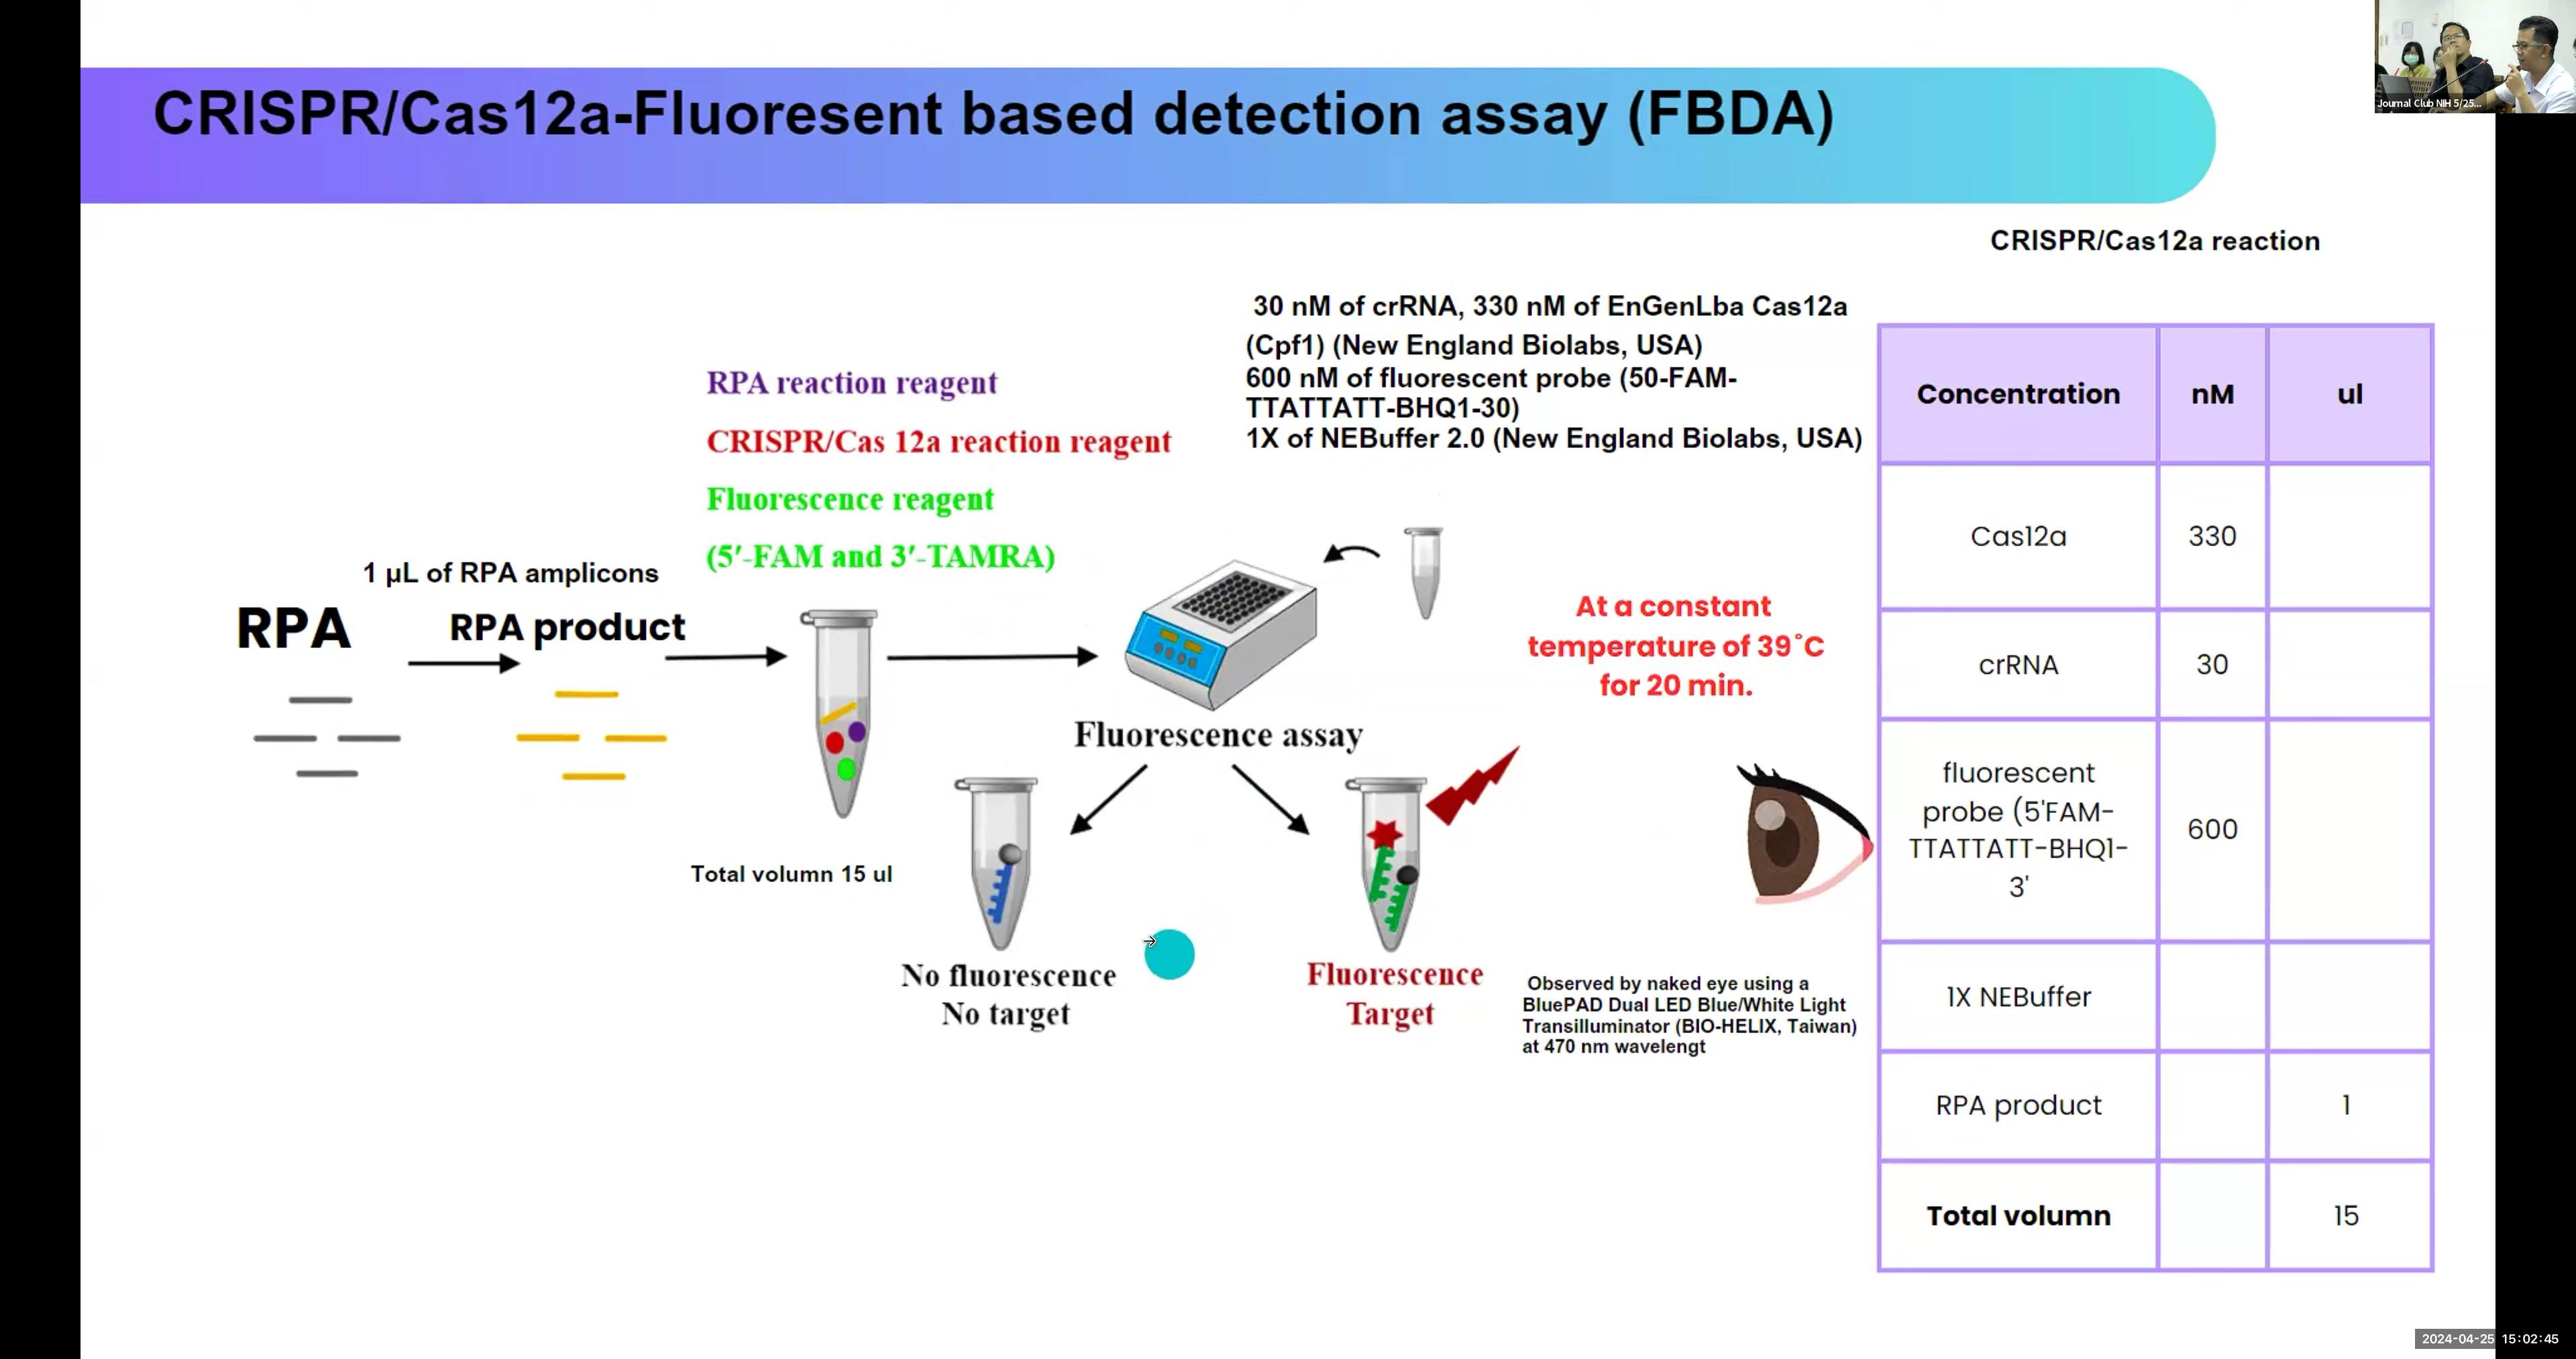 CRISPR/Cas12a-Fluoresent based detection assay (FBDA)
Journal Club NIH 5/25...
CRISPR/Cas12a reaction
30 nM of crRNA, 330 nM of EnGenLba Cas12a
(Cpf1) (New England Biolabs, USA)
600 nM of fluorescent probe (50-FAM-
TTATTATT-BHQ1-30)
1X of NEBuffer 2.0 (New England Biolabs, USA)
RPA reaction reagent
CRISPR/Cas 12a reaction reagent
Fluorescence reagent
(5′-FAM and 3′-TAMRA)
1 µL of RPA amplicons
RPA
RPA product
At a constant
temperature of 39˚C
for 20 min.
Fluorescence assay
Total volumn 15 ul
No fluorescence
No target
Fluorescence
Target
Observed by naked eye using a
BluePAD Dual LED Blue/White Light
Transilluminator (BIO-HELIX, Taiwan)
at 470 nm wavelengt
Concentration nM ul
Cas12a 330
crRNA 30
fluorescent
probe (5'FAM-
TTATTATT-BHQ1-
3'
600
1X NEBuffer
RPA product 1
Total volumn 15
2024-04-25 15:02:45